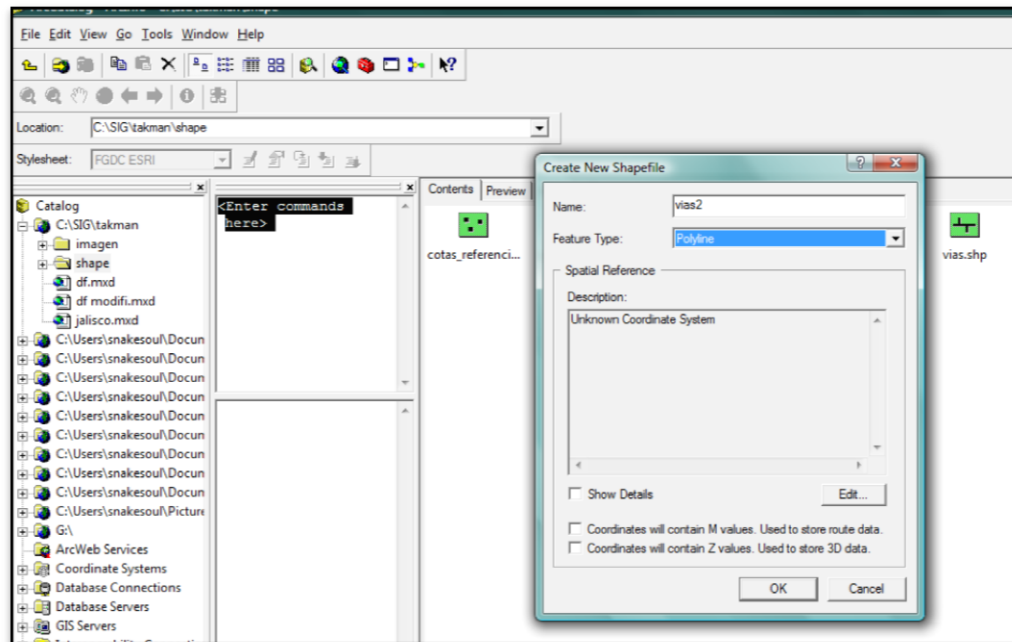 File Edit View Go Tools Window Help
Location: C:\SIG\takman\shape
Stylesheet: FGDC ESRI
Catalog
C:\SIG\takman
imagen
shape
df.mxd
df modifi.mxd
jalisco.mxd
C:\Users\snakesoul\Docun
C:\Users\snakesoul\Docun
C:\Users\snakesoul\Docun
C:\Users\snakesoul\Docun
C:\Users\snakesoul\Docun
C:\Users\snakesoul\Docun
C:\Users\snakesoul\Docun
C:\Users\snakesoul\Docun
C:\Users\snakesoul\Docun
C:\Users\snakesoul\Picture
G:\
ArcWeb Services
Coordinate Systems
Database Connections
Database Servers
GIS Servers
<Enter commands
here>
Contents Preview
cotas_referenci...
vias.shp
Create New Shapefile
Name: vias2
Feature Type: Polyline
Spatial Reference
Description:
Unknown Coordinate System
Show Details Edit...
Coordinates will contain M values. Used to store route data.
Coordinates will contain Z values. Used to store 3D data.
OK Cancel